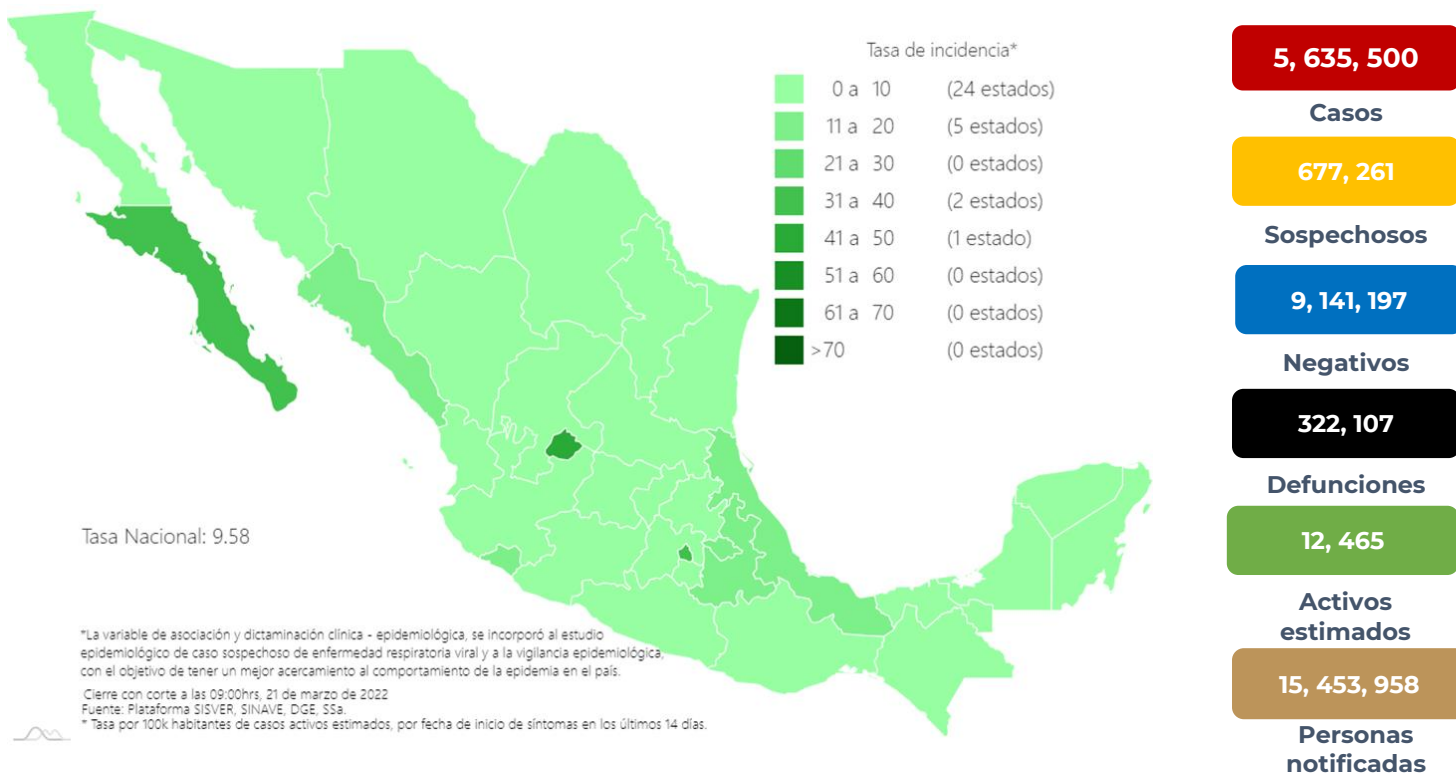 Tasa de incidencia*
0 a 10 (24 estados)
11 a 20 (5 estados)
21 a 30 (0 estados)
31 a 40 (2 estados)
41 a 50 (1 estado)
51 a 60 (0 estados)
61 a 70 (0 estados)
>70 (0 estados)
Tasa Nacional: 9.58
*La variable de asociación y dictaminación clínica - epidemiológica, se incorporó al estudio
epidemiológico de caso sospechoso de enfermedad respiratoria viral y a la vigilancia epidemiológica,
con el objetivo de tener un mejor acercamiento al comportamiento de la epidemia en el país.
Cierre con corte a las 09:00hrs, 21 de marzo de 2022
Fuente: Plataforma SISVER, SINAVE, DGE, SSa.
* Tasa por 100k habitantes de casos activos estimados, por fecha de inicio de síntomas en los últimos 14 días.
5, 635, 500
Casos
677, 261
Sospechosos
9, 141, 197
Negativos
322, 107
Defunciones
12, 465
Activos
estimados
15, 453, 958
Personas
notificadas